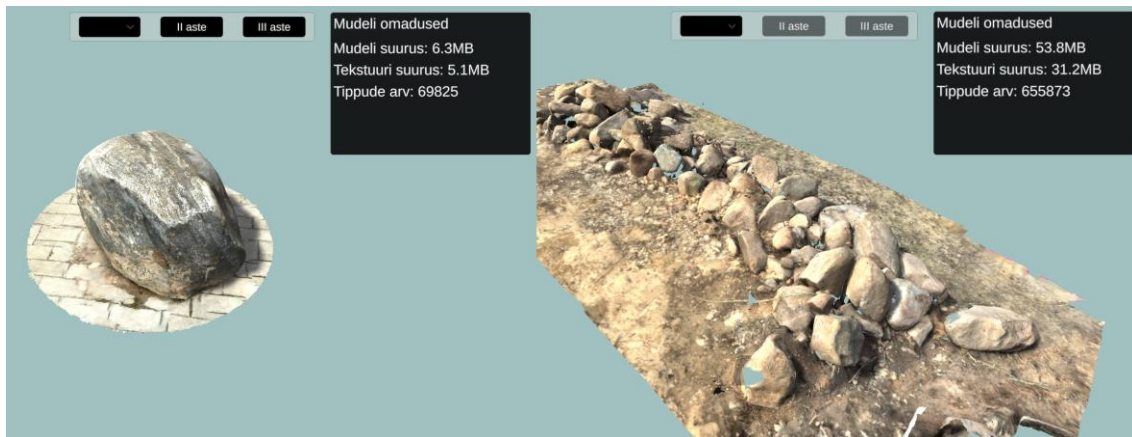 II aste
III aste
Mudeli omadused
Mudeli suurus: 6.3MB
Tekstuuri suurus: 5.1MB
Tippude arv: 69825
II aste
III aste
Mudeli omadused
Mudeli suurus: 53.8MB
Tekstuuri suurus: 31.2MB
Tippude arv: 655873